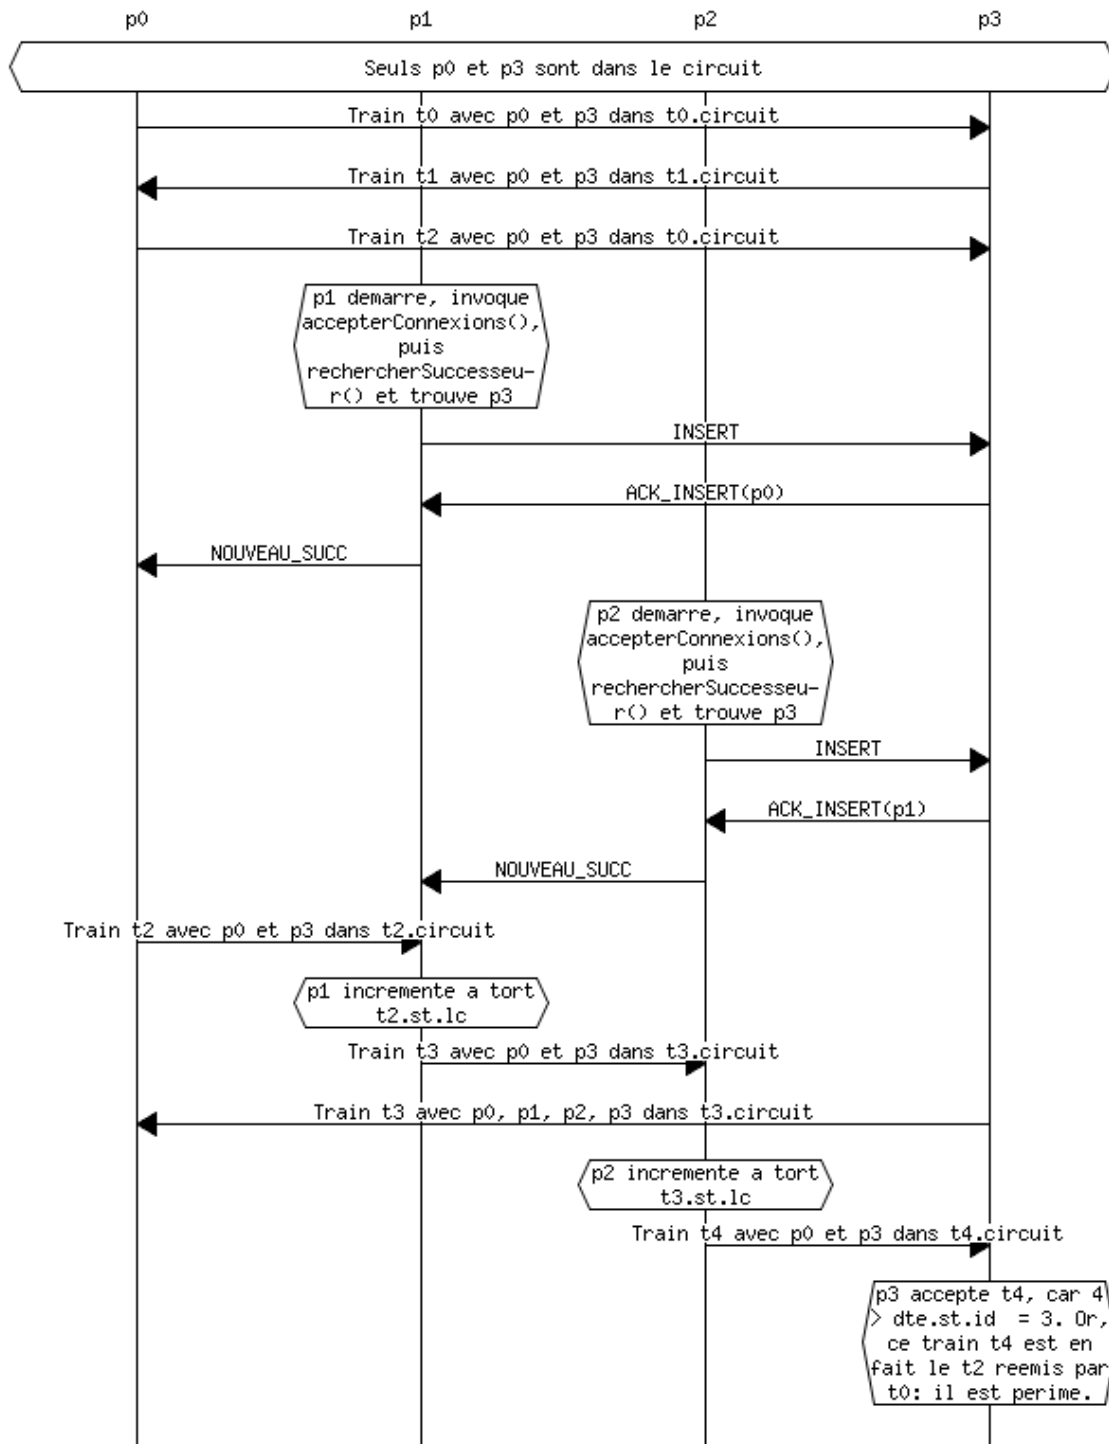 p0 p1 p2 p3
Seuls p0 et p3 sont dans le circuit
Train t0 avec p0 et p3 dans t0.circuit
Train t1 avec p0 et p3 dans t1.circuit
Train t2 avec p0 et p3 dans t0.circuit
p1 demarre, invoque
accepterConnexions(),
puis
rechercherSuccesseu-
r() et trouve p3
INSERT
ACK_INSERT(p0)
NOUVEAU_SUCC
p2 demarre, invoque
accepterConnexions(),
puis
rechercherSuccesseu-
r() et trouve p3
INSERT
ACK_INSERT(p1)
NOUVEAU_SUCC
Train t2 avec p0 et p3 dans t2.circuit
p1 incremente a tort
t2.st.lc
Train t3 avec p0 et p3 dans t3.circuit
Train t3 avec p0, p1, p2, p3 dans t3.circuit
p2 incremente a tort
t3.st.lc
Train t4 avec p0 et p3 dans t4.circuit
p3 accepte t4, car 4
> dte.st.id = 3. Or,
ce train t4 est en
fait le t2 reemis par
t0: il est perime.